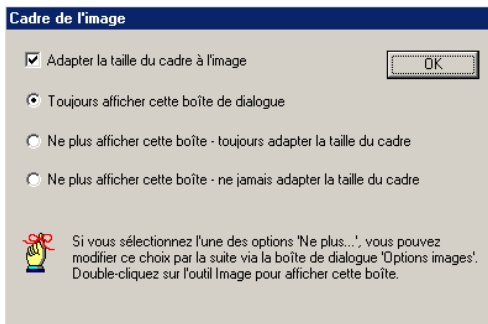 Cadre de l'image
Adapter la taille du cadre à l'image
OK
Toujours afficher cette boîte de dialogue
Ne plus afficher cette boîte - toujours adapter la taille du cadre
Ne plus afficher cette boîte - ne jamais adapter la taille du cadre
Si vous sélectionnez l'une des options 'Ne plus...', vous pouvez
modifier ce choix par la suite via la boîte de dialogue 'Options images'.
Double-cliquez sur l'outil Image pour afficher cette boîte.